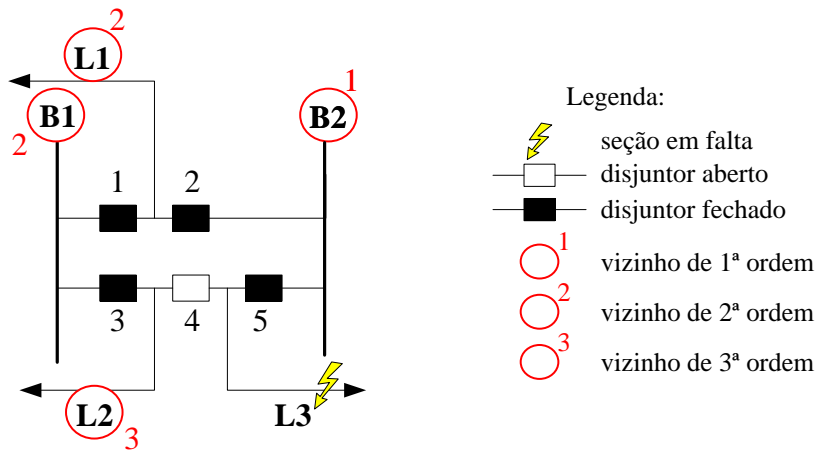 2
L1
B1
2
1
B2
1
2
3
4
5
L2
3
L3
Legenda:
seção em falta
disjuntor aberto
disjuntor fechado
1
vizinho de 1ª ordem
2
vizinho de 2ª ordem
3
vizinho de 3ª ordem